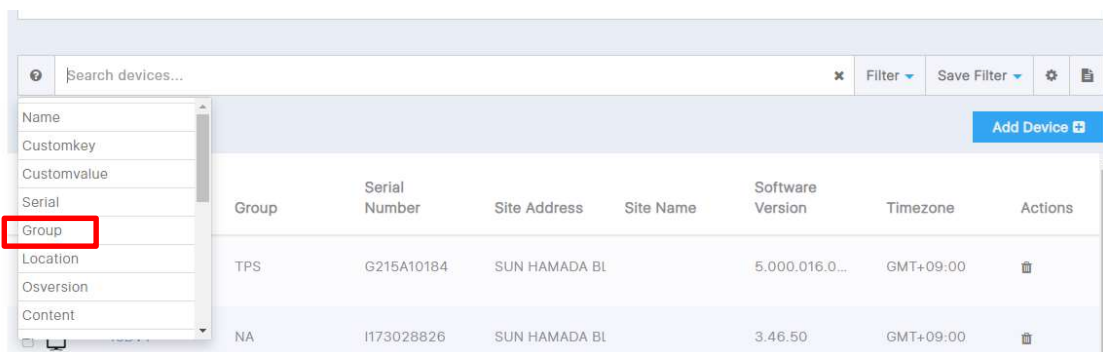 Search devices...
Filter
Save Filter
Add Device
Name
Customkey
Customvalue
Serial
Group
Location
Osversion
Content
Group
Serial
Number
Site Address
Site Name
Software
Version
Timezone
Actions
TPS
G215A10184
SUN HAMADA BL
5.000.016.0...
GMT+09:00
NA
I173028826
SUN HAMADA BL
3.46.50
GMT+09:00